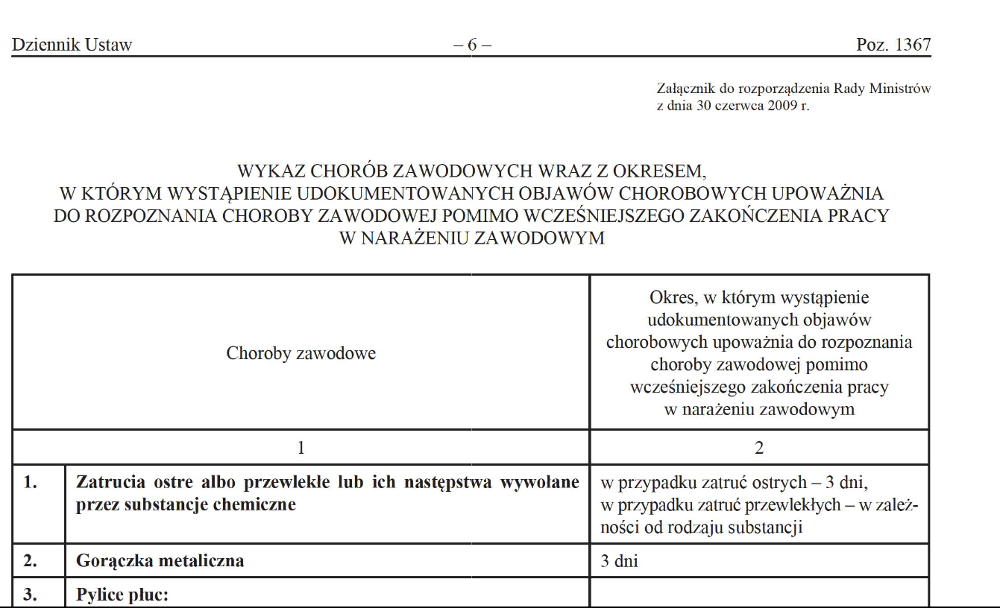 Dziennik Ustaw – 6 – Poz. 1367
Załącznik do rozporządzenia Rady Ministrów
z dnia 30 czerwca 2009 r.
WYKAZ CHORÓB ZAWODOWYCH WRAZ Z OKRESEM,
W KTÓRYM WYSTĄPIENIE UDOKUMENTOWANYCH OBJAWÓW CHOROBOWYCH UPOWAŻNIA
DO ROZPOZNANIA CHOROBY ZAWODOWEJ POMIMO WCZEŚNIEJSZEGO ZAKOŃCZENIA PRACY
W NARAŻENIU ZAWODOWYM
Choroby zawodowe
Okres, w którym wystąpienie
udokumentowanych objawów
chorobowych upoważnia do rozpoznania
choroby zawodowej pomimo
wcześniejszego zakończenia pracy
w narażeniu zawodowym
1 2
1. Zatrucia ostre albo przewlekłe lub ich następstwa wywołane
przez substancje chemiczne
w przypadku zatruć ostrych – 3 dni,
w przypadku zatruć przewlekłych – w zależ-
ności od rodzaju substancji
2. Gorączka metaliczna 3 dni
3. Pylice płuc: